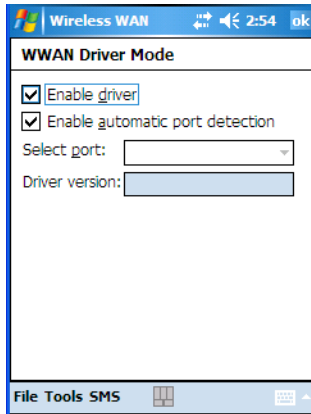 Wireless WAN 2:54 ok
WWAN Driver Mode
Enable driver
Enable automatic port detection
Select port:
Driver version:
File Tools SMS